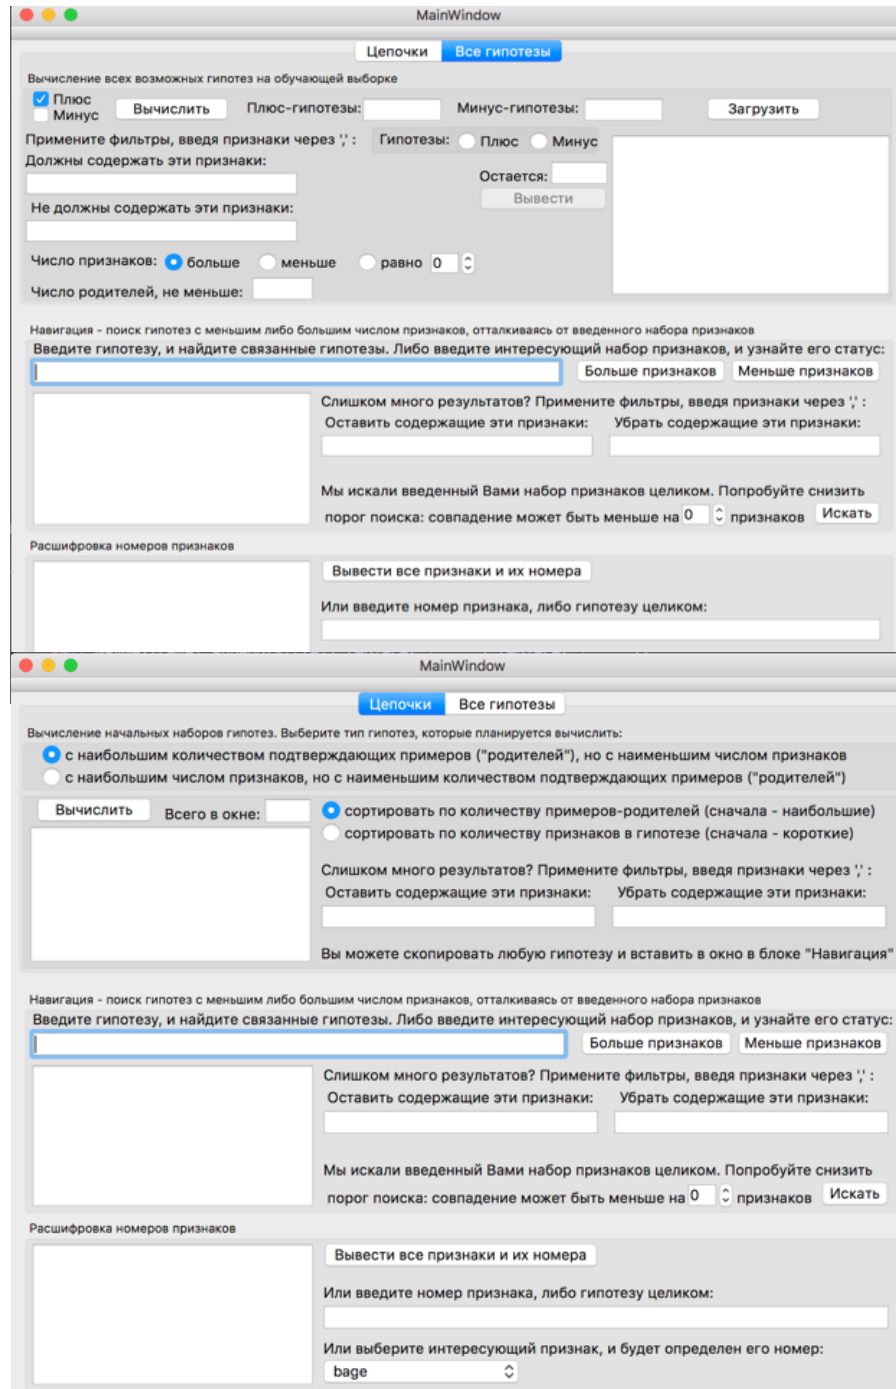 MainWindow
Цепочки Все гипотезы
Вычисление всех возможных гипотез на обучающей выборке
Плюс
Минус
Вычислить Плюс-гипотезы: Минус-гипотезы: Загрузить
Примените фильтры, введя признаки через ',' : Гипотезы: Плюс Минус
Должны содержать эти признаки:
Остается:
Вывести
Не должны содержать эти признаки:
Число признаков: больше меньше равно 0
Число родителей, не меньше:
Навигация - поиск гипотез с меньшим либо большим числом признаков, отталкиваясь от введенного набора признаков
Введите гипотезу, и найдите связанные гипотезы. Либо введите интересующий набор признаков, и узнайте его статус:
Больше признаков Меньше признаков
Слишком много результатов? Примените фильтры, введя признаки через ',' :
Оставить содержащие эти признаки: Убрать содержащие эти признаки:
Мы искали введенный Вами набор признаков целиком. Попробуйте снизить
порог поиска: совпадение может быть меньше на 0 признаков Искать
Расшифровка номеров признаков
Вывести все признаки и их номера
Или введите номер признака, либо гипотезу целиком:
MainWindow
Цепочки Все гипотезы
Вычисление начальных наборов гипотез. Выберите тип гипотез, которые планируется вычислить:
с наибольшим количеством подтверждающих примеров ("родителей"), но с наименьшим числом признаков
с наибольшим числом признаков, но с наименьшим количеством подтверждающих примеров ("родителей")
Вычислить Всего в окне: сортировать по количеству примеров-родителей (сначала - наибольшие)
сортировать по количеству признаков в гипотезе (сначала - короткие)
Слишком много результатов? Примените фильтры, введя признаки через ',' :
Оставить содержащие эти признаки: Убрать содержащие эти признаки:
Вы можете скопировать любую гипотезу и вставить в окно в блоке "Навигация"
Навигация - поиск гипотез с меньшим либо большим числом признаков, отталкиваясь от введенного набора признаков
Введите гипотезу, и найдите связанные гипотезы. Либо введите интересующий набор признаков, и узнайте его статус:
Больше признаков Меньше признаков
Слишком много результатов? Примените фильтры, введя признаки через ',' :
Оставить содержащие эти признаки: Убрать содержащие эти признаки:
Мы искали введенный Вами набор признаков целиком. Попробуйте снизить
порог поиска: совпадение может быть меньше на 0 признаков Искать
Расшифровка номеров признаков
Вывести все признаки и их номера
Или введите номер признака, либо гипотезу целиком:
Или выберите интересующий признак, и будет определен его номер:
bage